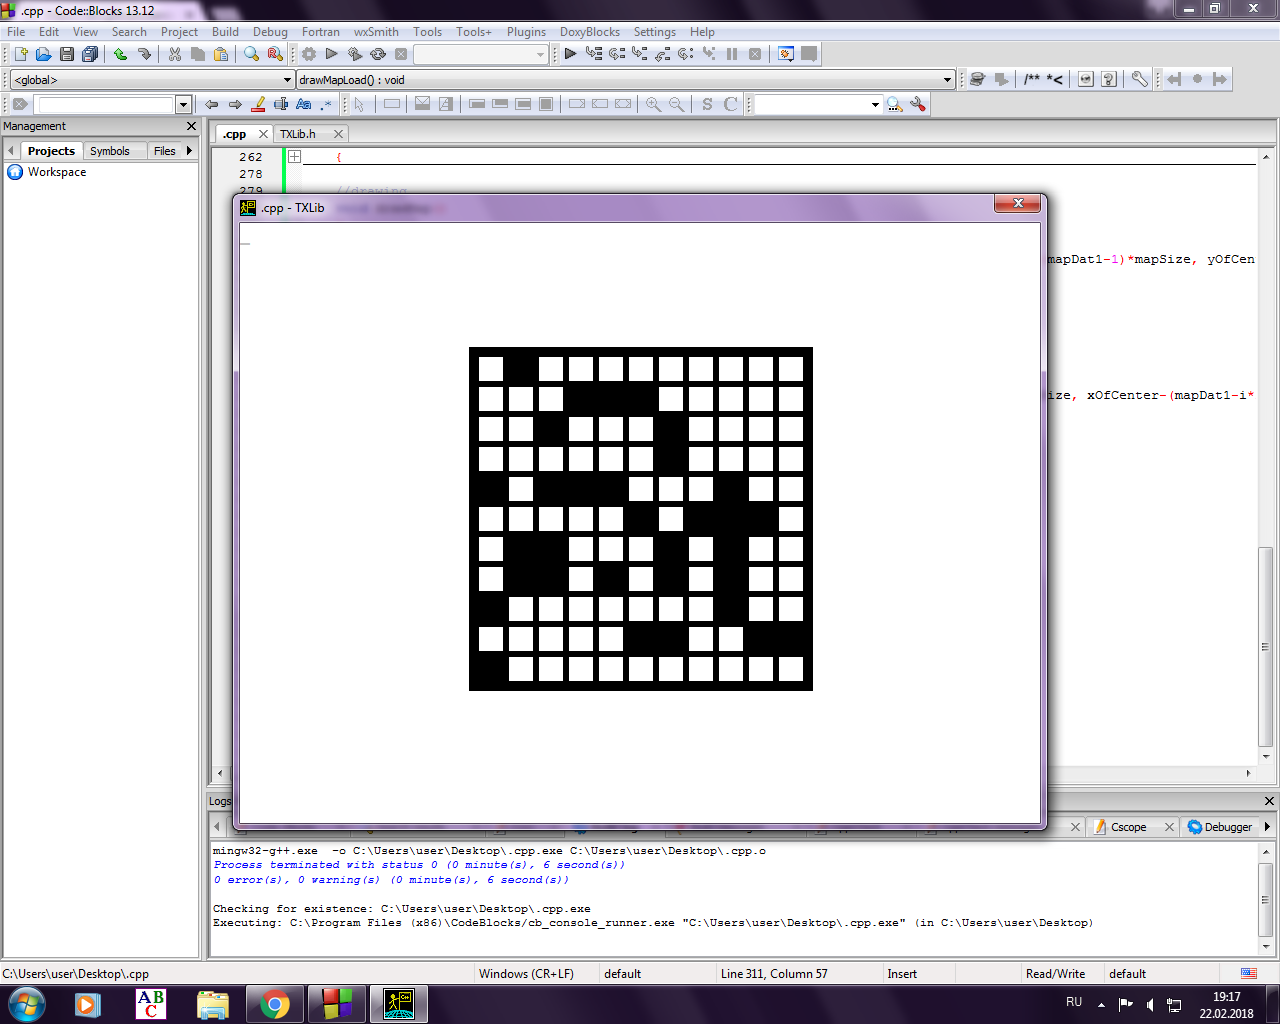 .cpp - Code::Blocks 13.12
File Edit View Search Project Build Debug Fortran wxSmith Tools Tools+ Plugins DoxyBlocks Settings Help
<global> drawMapLoad() : void
/** *<
Aa .*
S C
Management
.cpp TXLib.h
Projects Symbols Files
Workspace
262 {
278
279 //drawing
.cpp - TXLib
mapDat1-1)*mapSize, yOfCen
ize, xOfCenter-(mapDat1-i*
Logs
Cscope Debugger
mingw32-g++.exe -o C:\Users\user\Desktop\.cpp.exe C:\Users\user\Desktop\.cpp.o
Process terminated with status 0 (0 minute(s), 6 second(s))
0 error(s), 0 warning(s) (0 minute(s), 6 second(s))
Checking for existence: C:\Users\user\Desktop\.cpp.exe
Executing: C:\Program Files (x86)\CodeBlocks/cb_console_runner.exe "C:\Users\user\Desktop\.cpp.exe" (in C:\Users\user\Desktop)
C:\Users\user\Desktop\.cpp Windows (CR+LF) default Line 311, Column 57 Insert Read/Write default
AB
C
RU 19:17
22.02.2018